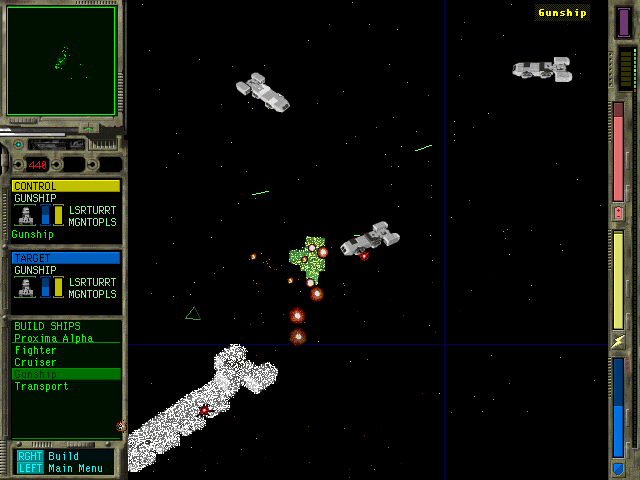 Gunship
440
CONTROL
GUNSHIP
LSRTURRT
MGNTOPLS
Gunship
TARGET
GUNSHIP
LSRTURRT
MGNTOPLS
BUILD SHIPS
Proxima Alpha
Fighter
Cruiser
Gunship
Transport
RGHT Build
LEFT Main Menu